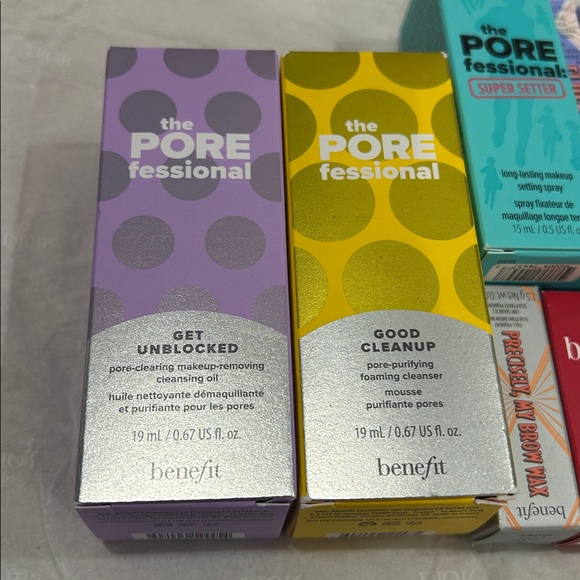 the
PORE
fessional
GET
UNBLOCKED
pore-clearing makeup-removing
cleansing oil
huile nettoyante démaquillante
et purifiante pour les pores
19 mL / 0.67 US fl. oz.
benefit
the
PORE
fessional
GOOD
CLEANUP
pore-purifying
foaming cleanser
mousse
purifiante pores
19 mL / 0.67 US fl. oz.
benefit
the
PORE
fessional:
SUPER SETTER
long-lasting makeup
setting spray
spray fixateur de
maquillage longue
15 mL / 0.5 US fl.
PRECISELY, MY BROW WAX
benefit
b